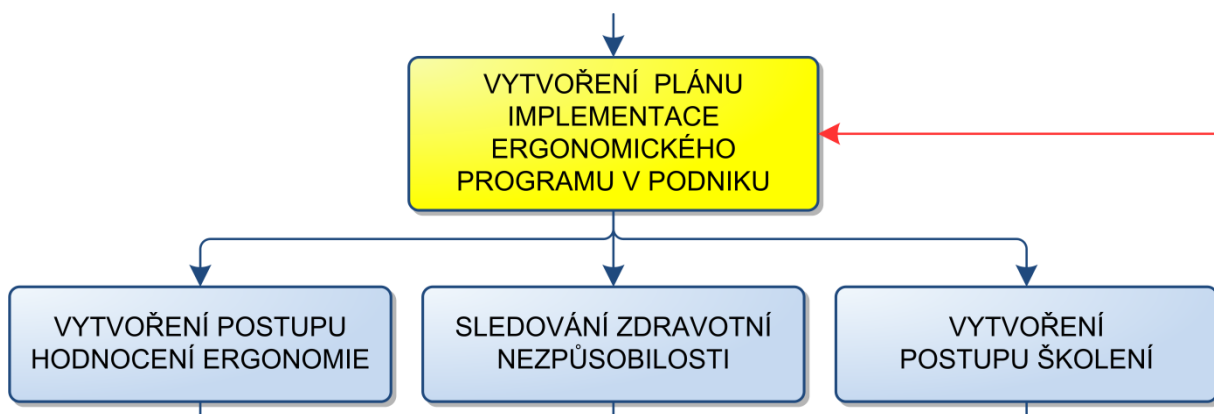 VYTVOŘENÍ PLÁNU
IMPLEMENTACE
ERGONOMICKÉHO
PROGRAMU V PODNIKU
VYTVOŘENÍ POSTUPU
HODNOCENÍ ERGONOMIE
SLEDOVÁNÍ ZDRAVOTNÍ
NEZPŮSOBILOSTI
VYTVOŘENÍ
POSTUPU ŠKOLENÍ